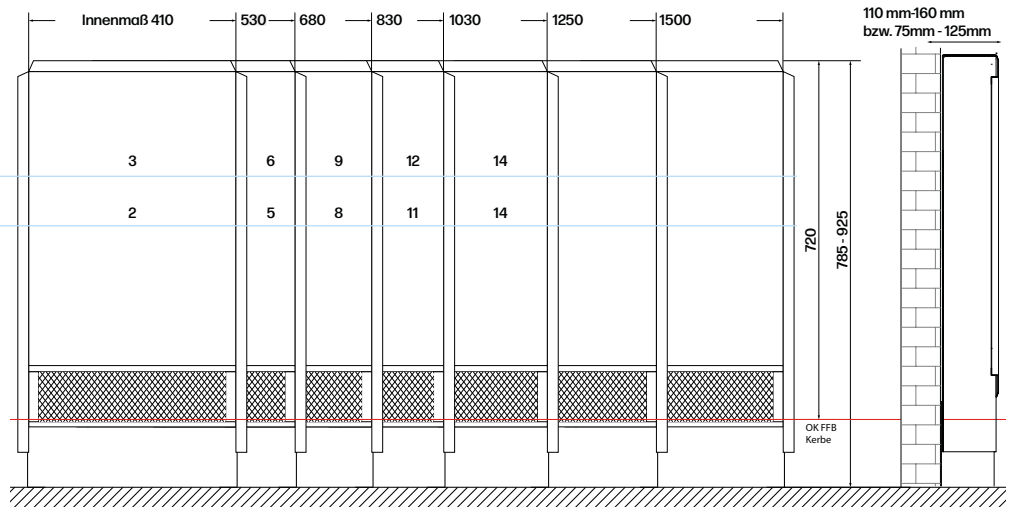 Innenmaß 410 530 680 830 1030 1250 1500
110 mm-160 mm
bzw. 75mm - 125mm
3 6 9 12 14
2 5 8 11 14
720
785 - 925
OK FFB
Kerbe